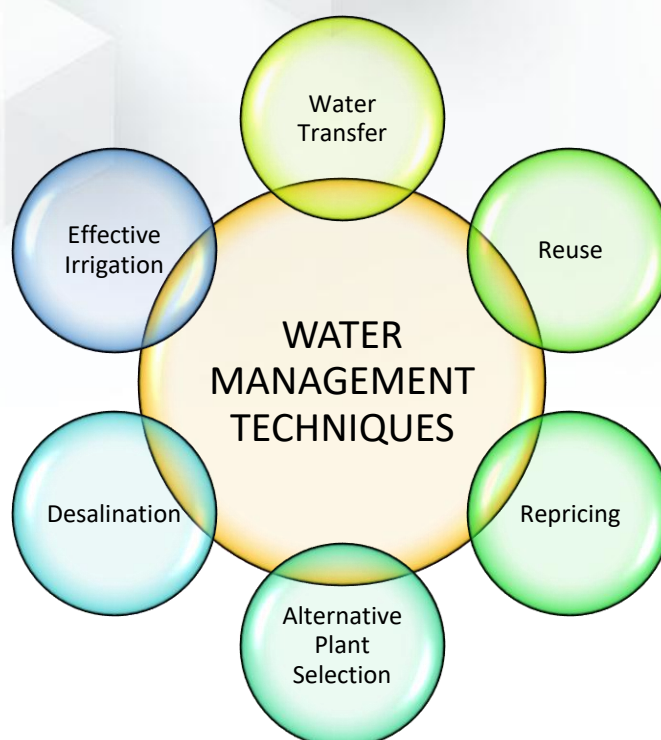 Water
Transfer
Effective
Irrigation
Reuse
WATER
MANAGEMENT
TECHNIQUES
Desalination
Repricing
Alternative
Plant
Selection